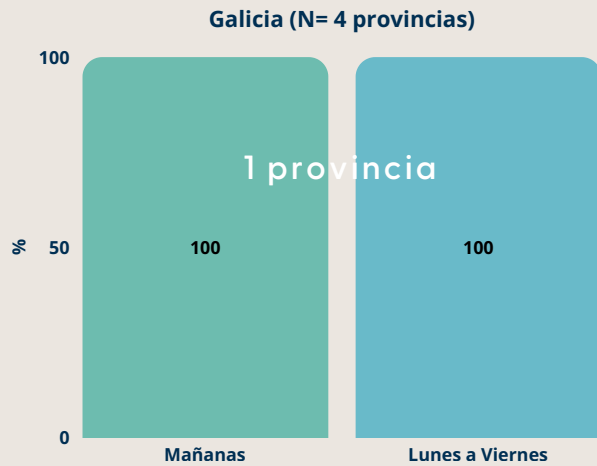 Galicia (N= 4 provincias)
100
1 provincia
%
50
100
100
0
Mañanas
Lunes a Viernes